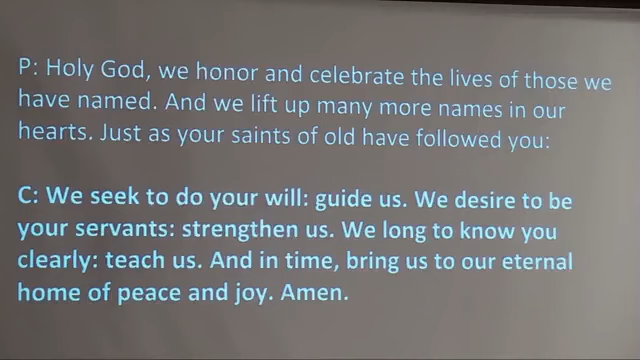 P: Holy God, we honor and celebrate the lives of those we
have named. And we lift up many more names in our
hearts. Just as your saints of old have followed you:
C: We seek to do your will: guide us. We desire to be
your servants: strengthen us. We long to know you
clearly: teach us. And in time, bring us to our eternal
home of peace and joy. Amen.